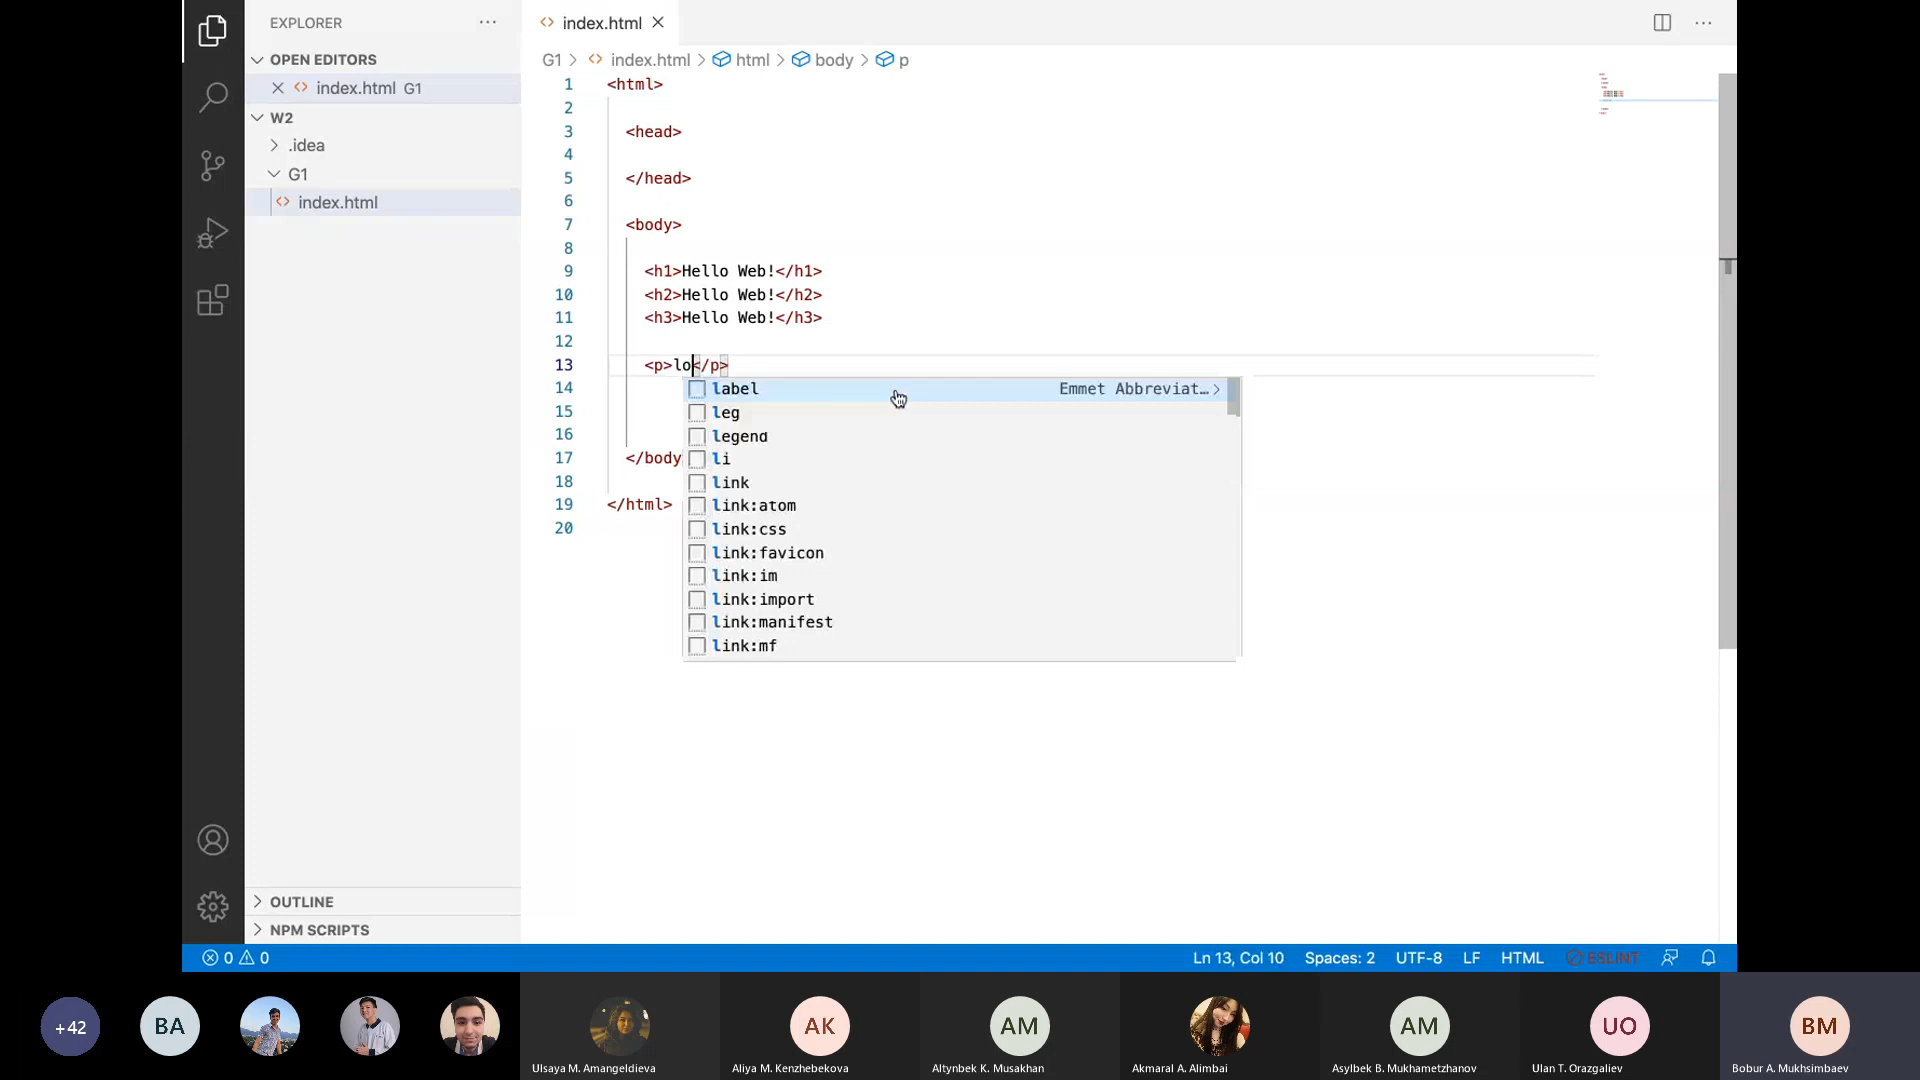 EXPLORER
index.html
OPEN EDITORS
index.html G1
W2
.idea
G1
index.html
OUTLINE
NPM SCRIPTS
G1 index.html html body p
1 <html>
2
3 <head>
4
5 </head>
6
7 <body>
8
9 <h1>Hello Web!</h1>
10 <h2>Hello Web!</h2>
11 <h3>Hello Web!</h3>
12
13 <p>lo</p>
14
15
16
17 </body
18
19 </html>
20
label Emmet Abbreviat…
leg
legend
li
link
link:atom
link:css
link:favicon
link:im
link:import
link:manifest
link:mf
0 0 Ln 13, Col 10 Spaces: 2 UTF-8 LF HTML ESLINT
+42 BA AK AM AM UO BM
Ulsaya M. Amangeldieva Aliya M. Kenzhebekova Altynbek K. Musakhan Akmaral A. Alimbai Asylbek B. Mukhametzhanov Ulan T. Orazgaliev Bobur A. Mukhsimbaev